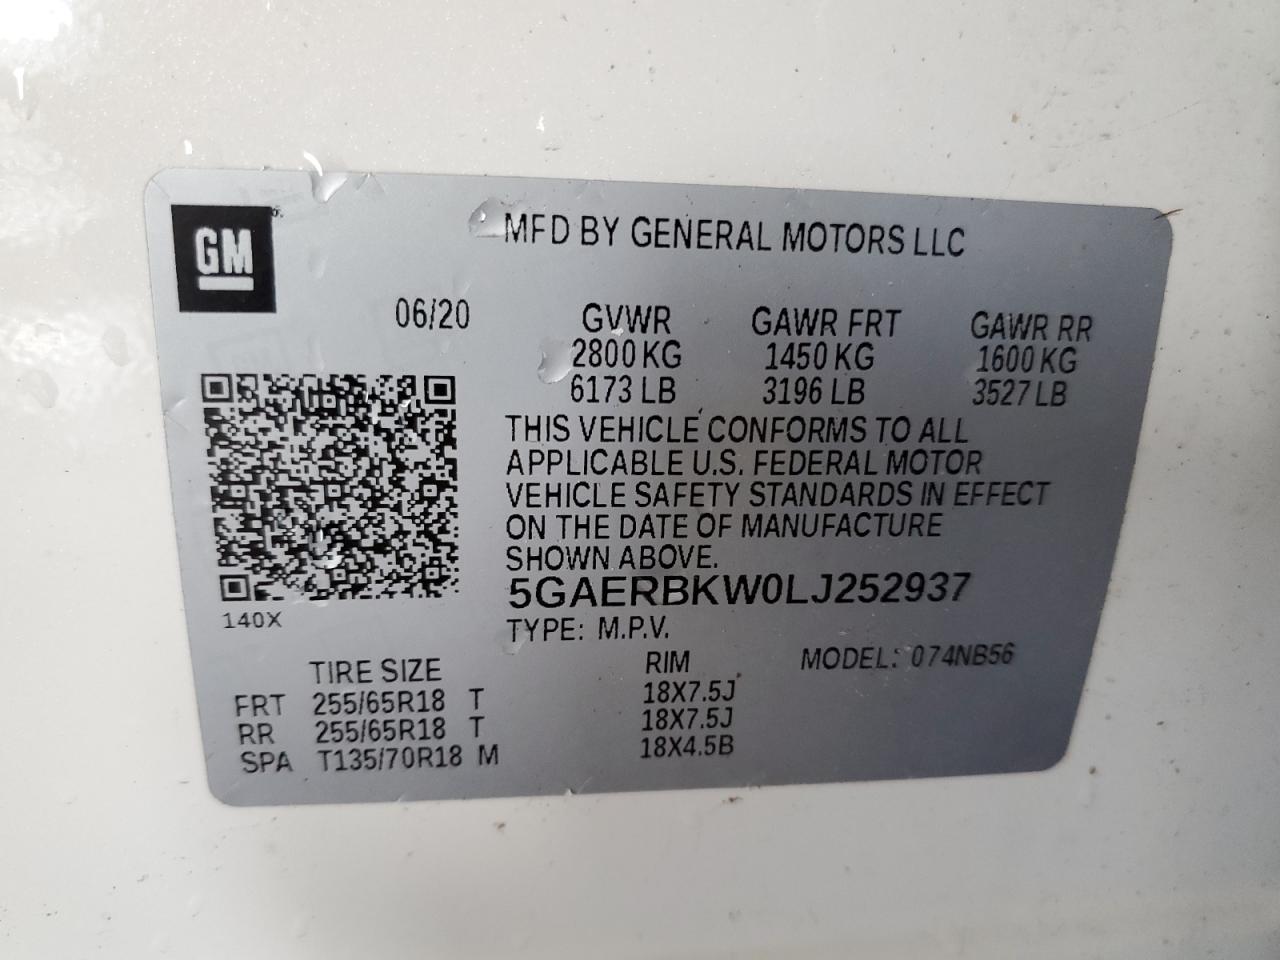 GM
MFD BY GENERAL MOTORS LLC
06/20
GVWR GAWR FRT GAWR RR
2800 KG 1450 KG 1600 KG
6173 LB 3196 LB 3527 LB
THIS VEHICLE CONFORMS TO ALL
APPLICABLE U.S. FEDERAL MOTOR
VEHICLE SAFETY STANDARDS IN EFFECT
ON THE DATE OF MANUFACTURE
SHOWN ABOVE.
5GAERBKW0LJ252937
140X
TYPE: M.P.V.
TIRE SIZE RIM MODEL: 074NB56
FRT 255/65R18 T 18X7.5J
RR 255/65R18 T 18X7.5J
SPA T135/70R18 M 18X4.5B